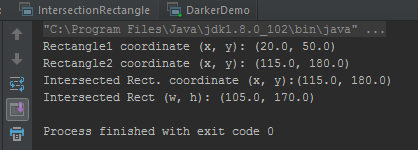 IntersectionRectangle DarkerDemo
"C:\Program Files\Java\jdk1.8.0_102\bin\java" ...
Rectangle1 coordinate (x, y): (20.0, 50.0)
Rectangle2 coordinate (x, y): (115.0, 180.0)
Intersected Rect. coordinate (x, y):(115.0, 180.0)
Intersected Rect (w, h): (105.0, 170.0)
Process finished with exit code 0